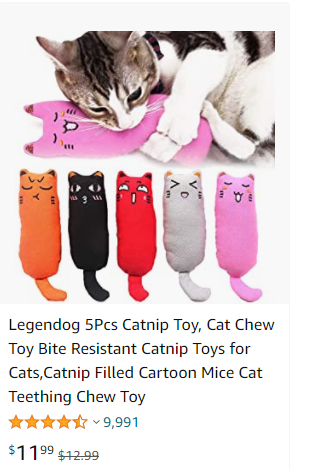 Legendog 5Pcs Catnip Toy, Cat Chew
Toy Bite Resistant Catnip Toys for
Cats,Catnip Filled Cartoon Mice Cat
Teething Chew Toy
9,991
$11.99 $12.99